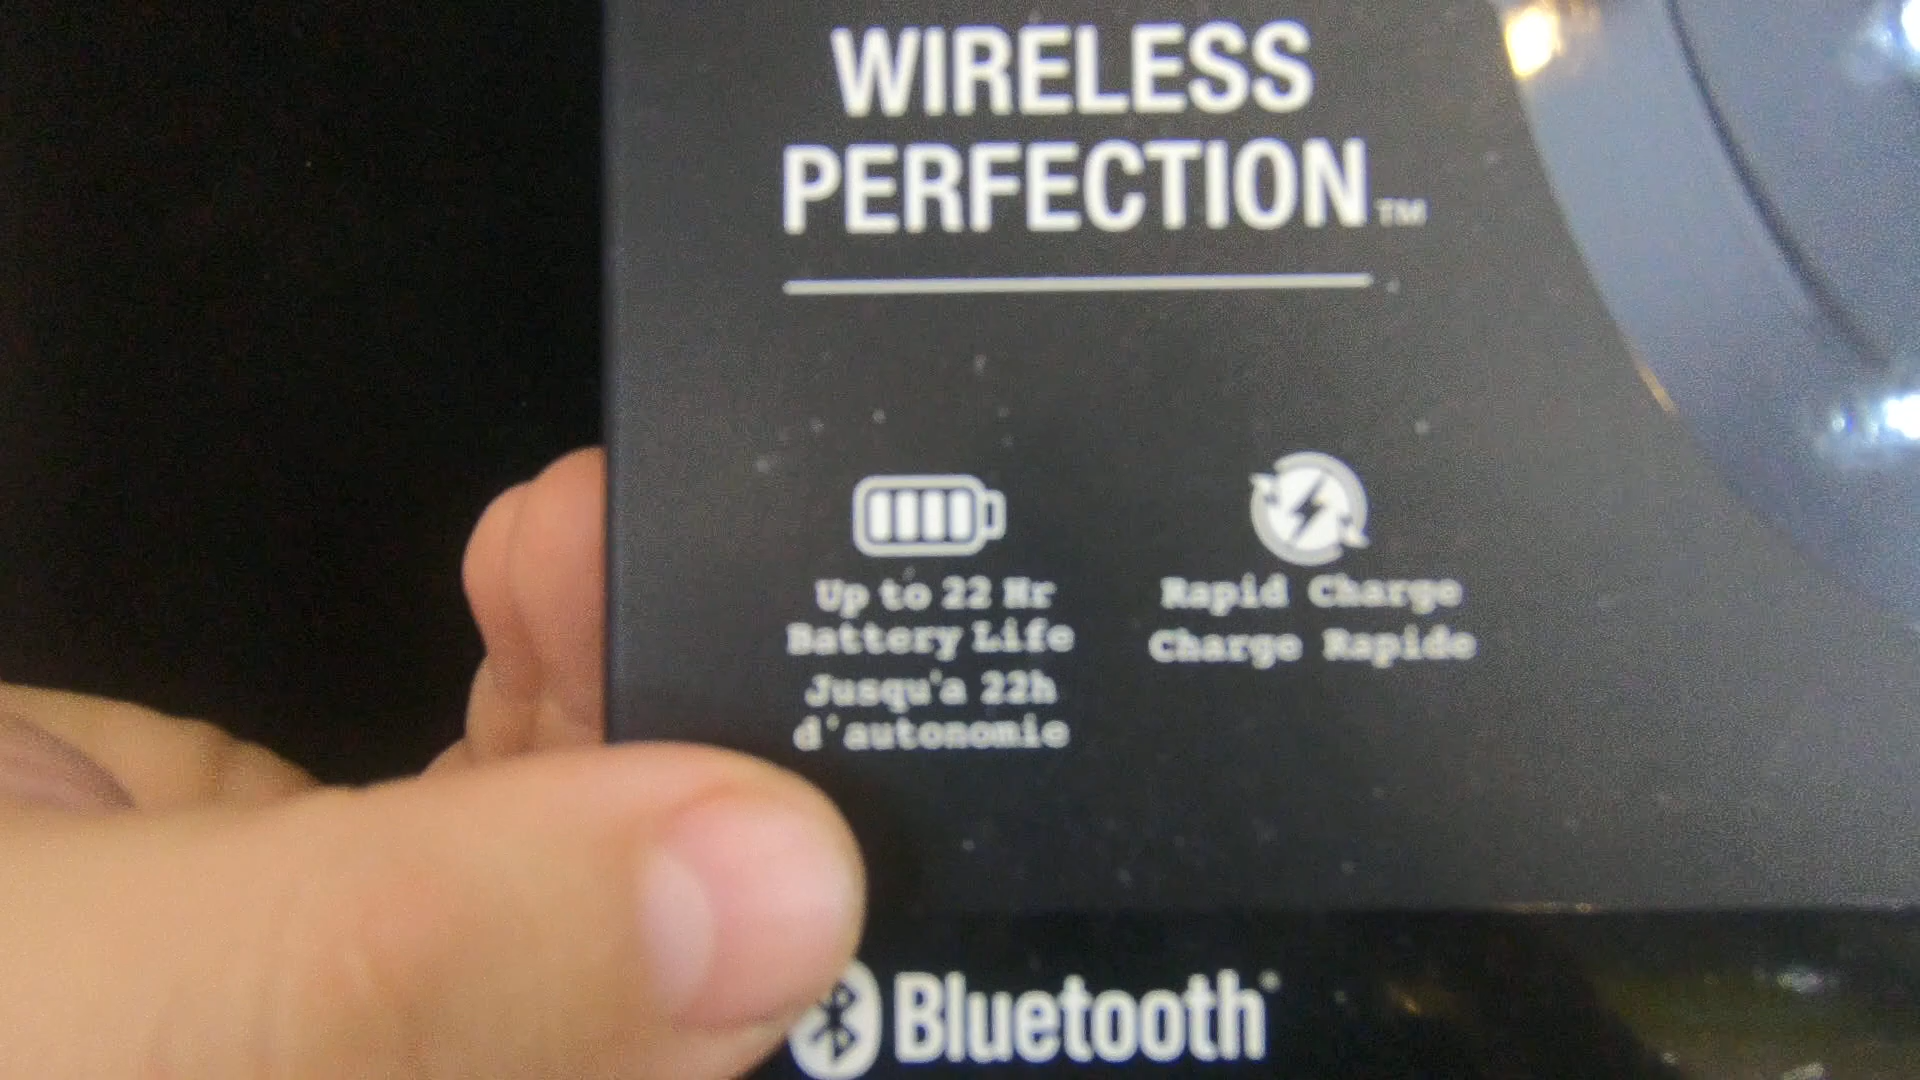 WIRELESS
PERFECTION™
Up to 22 Hr
Battery Life
Jusqu'a 22h
d'autonomie
Rapid Charge
Charge Rapide
Bluetooth®